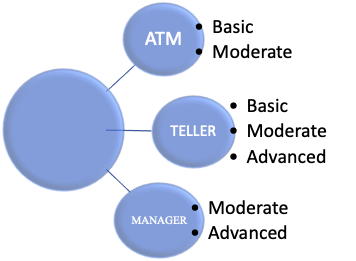 ATM
• Basic
• Moderate
TELLER
• Basic
• Moderate
• Advanced
MANAGER
• Moderate
• Advanced